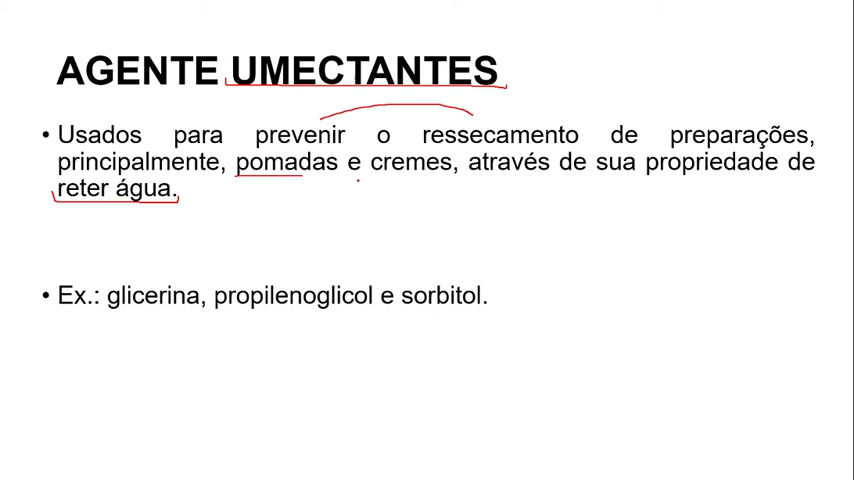 AGENTE UMECTANTES
• Usados para prevenir o ressecamento de preparações,
principalmente, pomadas e cremes, através de sua propriedade de
reter água.
• Ex.: glicerina, propilenoglicol e sorbitol.